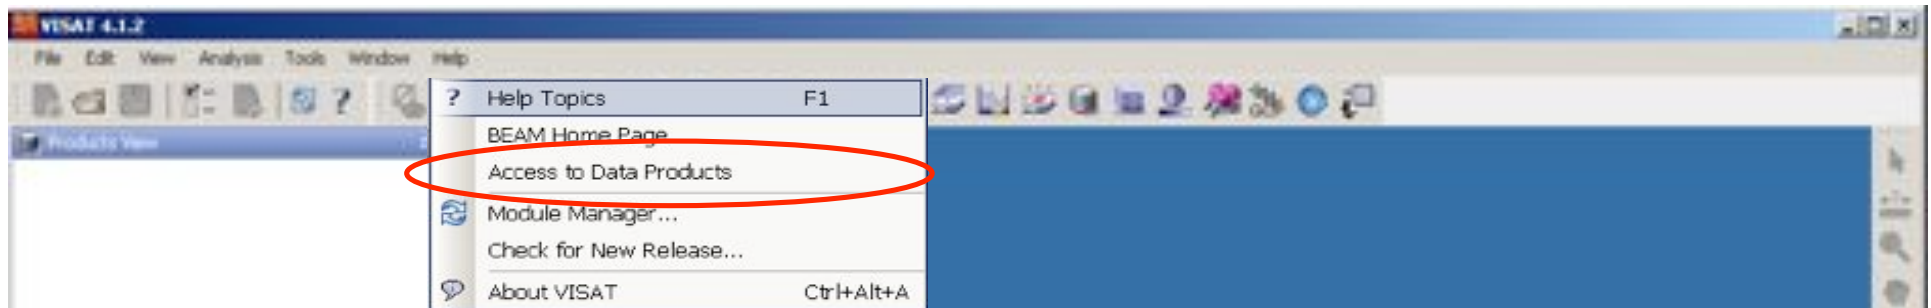 VISAT 4.1.2
File Edit View Analysis Tools Window Help
? Help Topics F1
BEAM Home Page
Products View
Access to Data Products
Module Manager...
Check for New Release...
About VISAT Ctrl+Alt+A